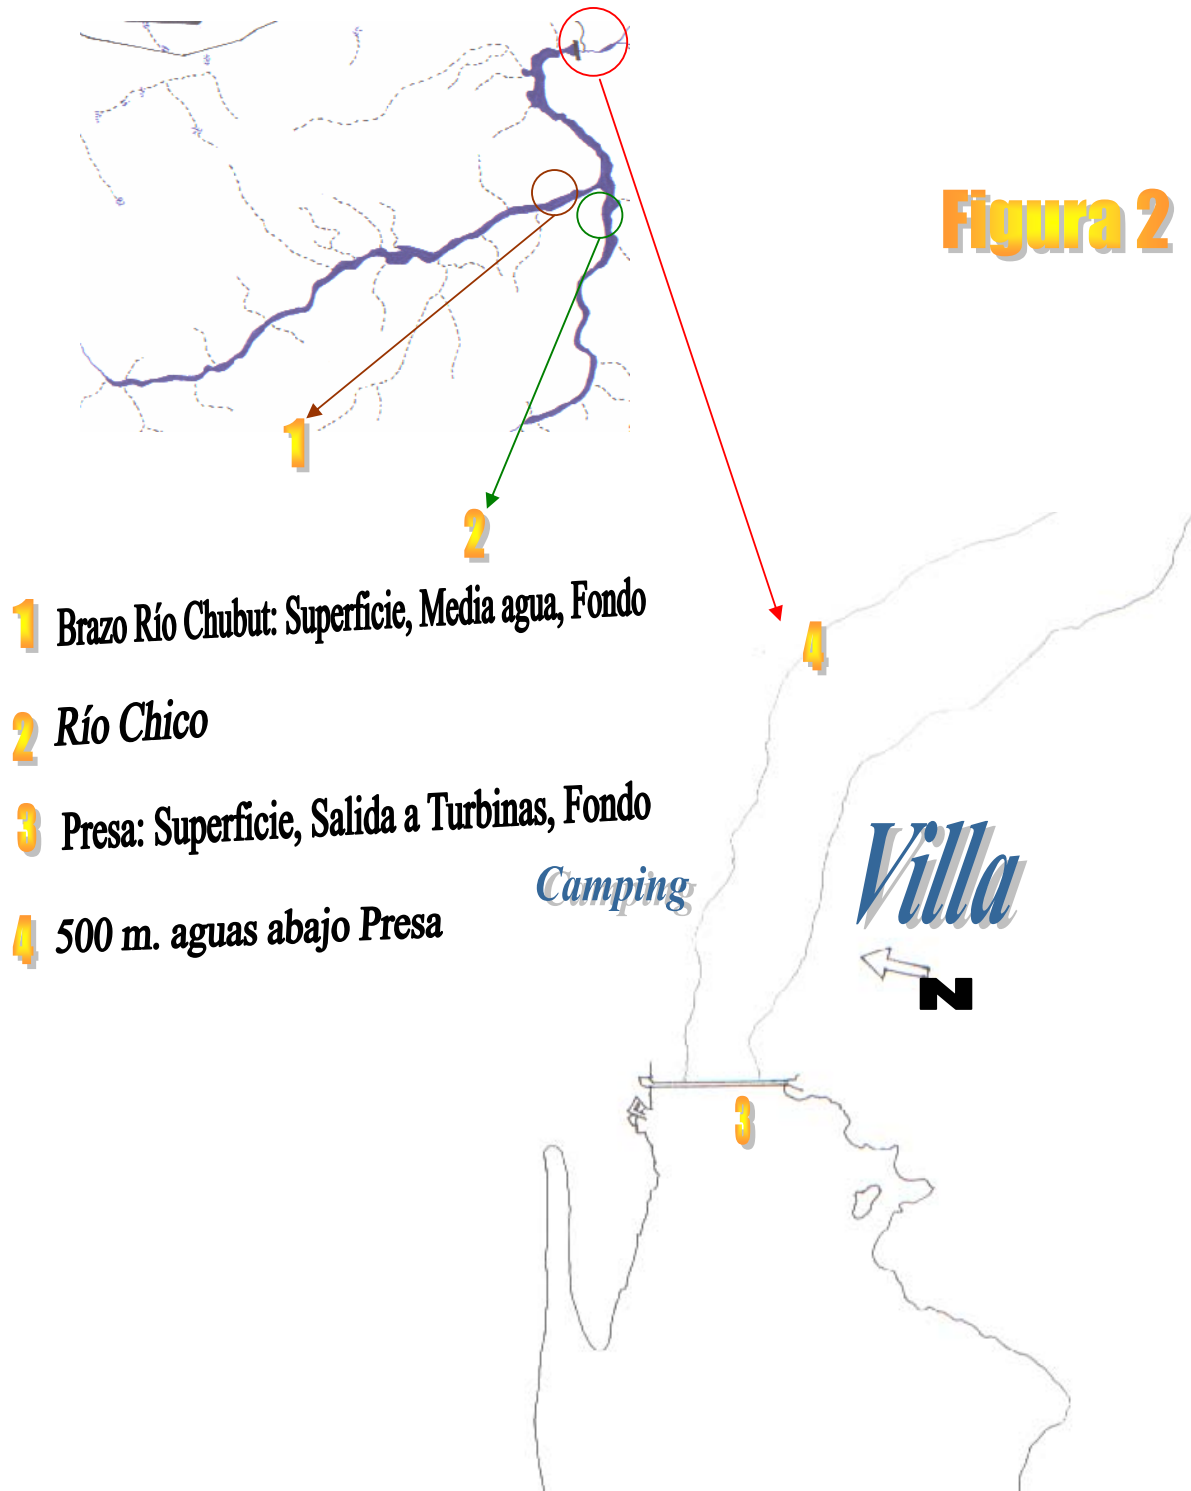 Figura 2
1
2
1 Brazo Río Chubut: Superficie, Media agua, Fondo
4
2 Río Chico
3 Presa: Superficie, Salida a Turbinas, Fondo
Villa
Camping
4 500 m. aguas abajo Presa
N
3